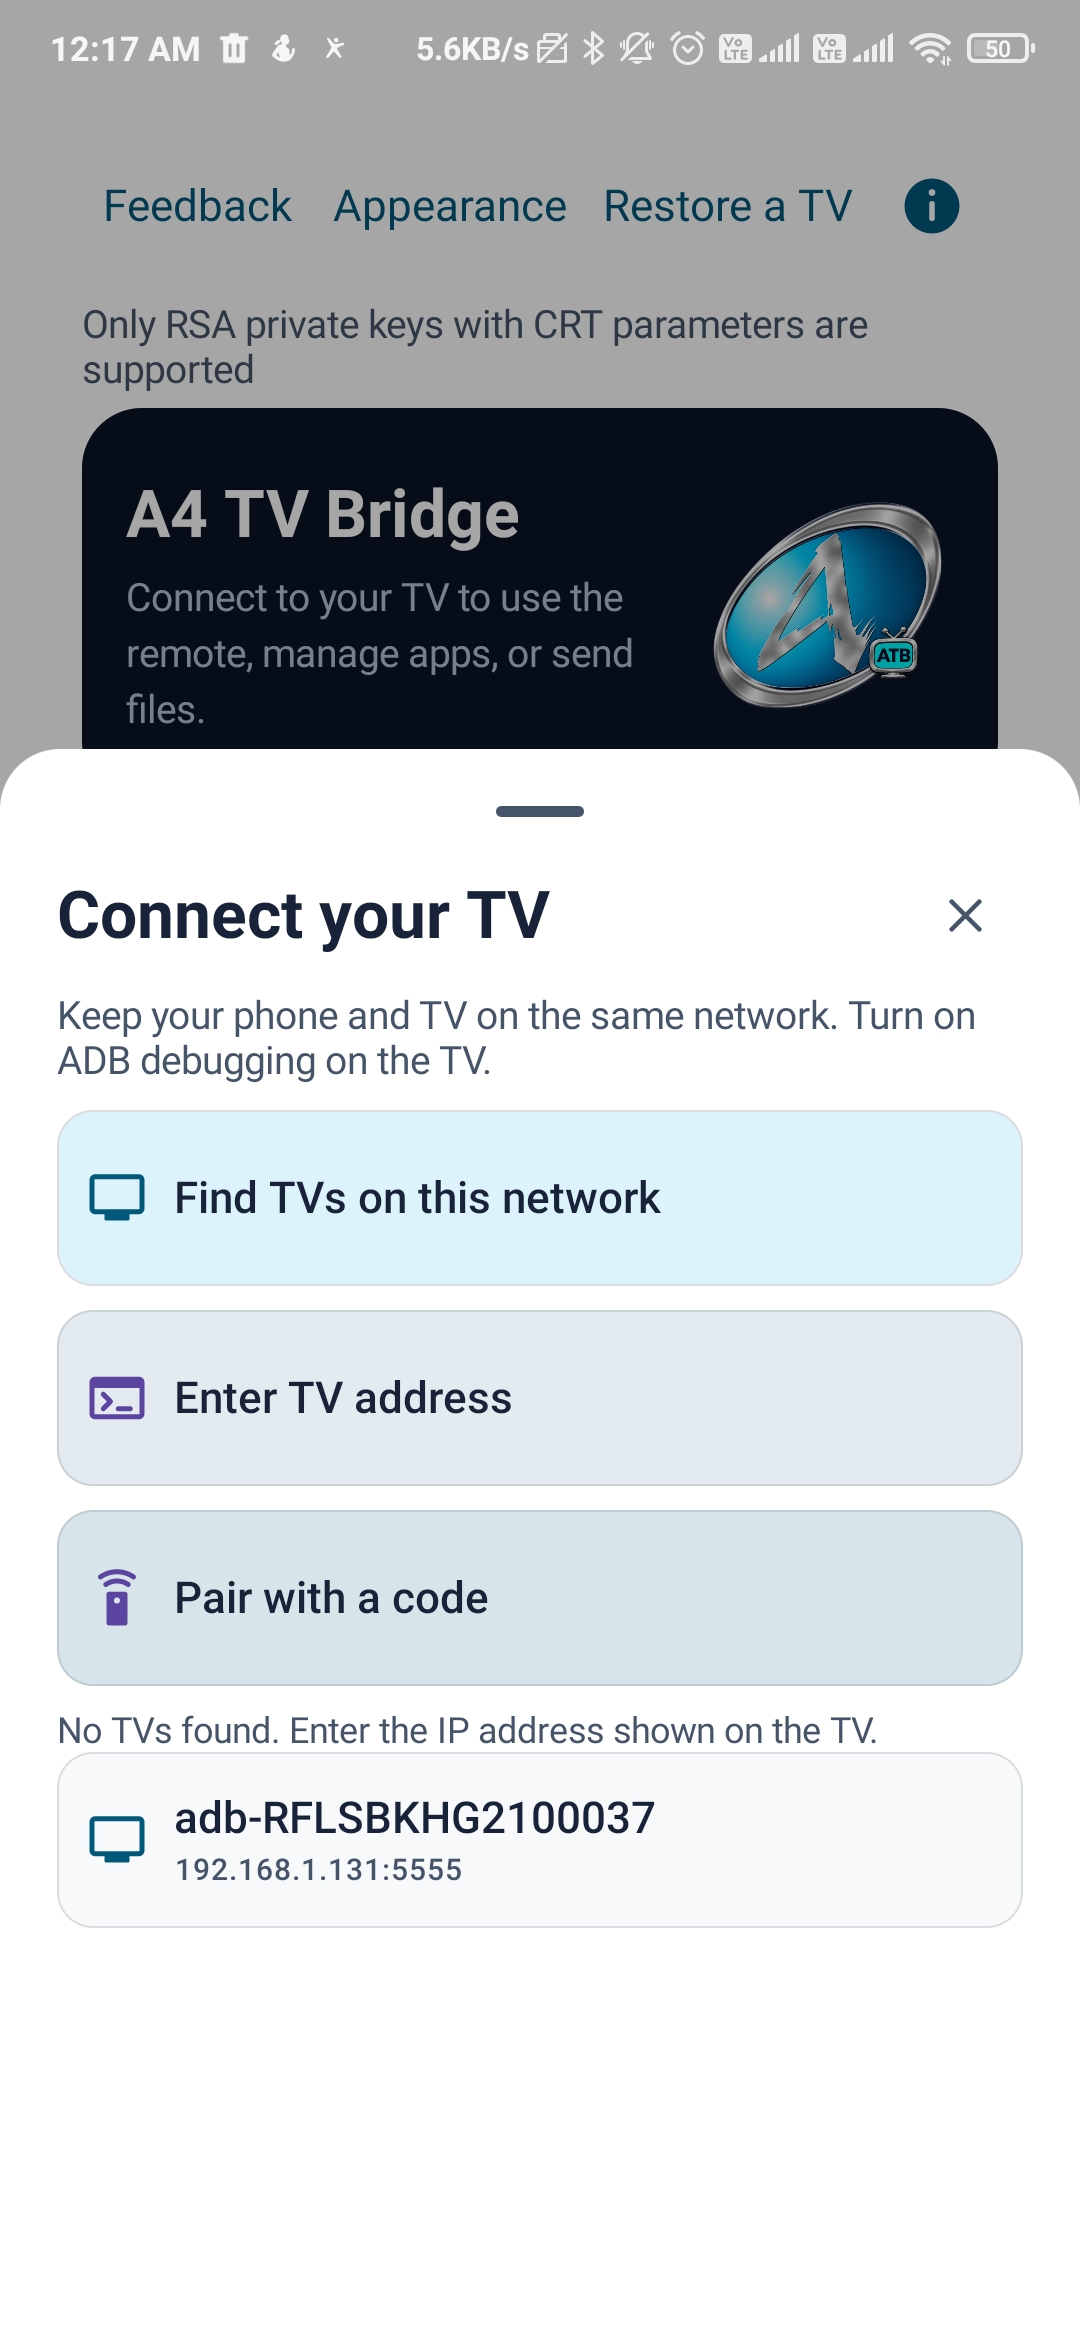 12:17 AM 5.6KB/s Vo LTE Vo LTE 50
Feedback Appearance Restore a TV
Only RSA private keys with CRT parameters are
supported
A4 TV Bridge
Connect to your TV to use the
remote, manage apps, or send
files.
ATB
Connect your TV
Keep your phone and TV on the same network. Turn on
ADB debugging on the TV.
Find TVs on this network
Enter TV address
Pair with a code
No TVs found. Enter the IP address shown on the TV.
adb-RFLSBKHG2100037
192.168.1.131:5555